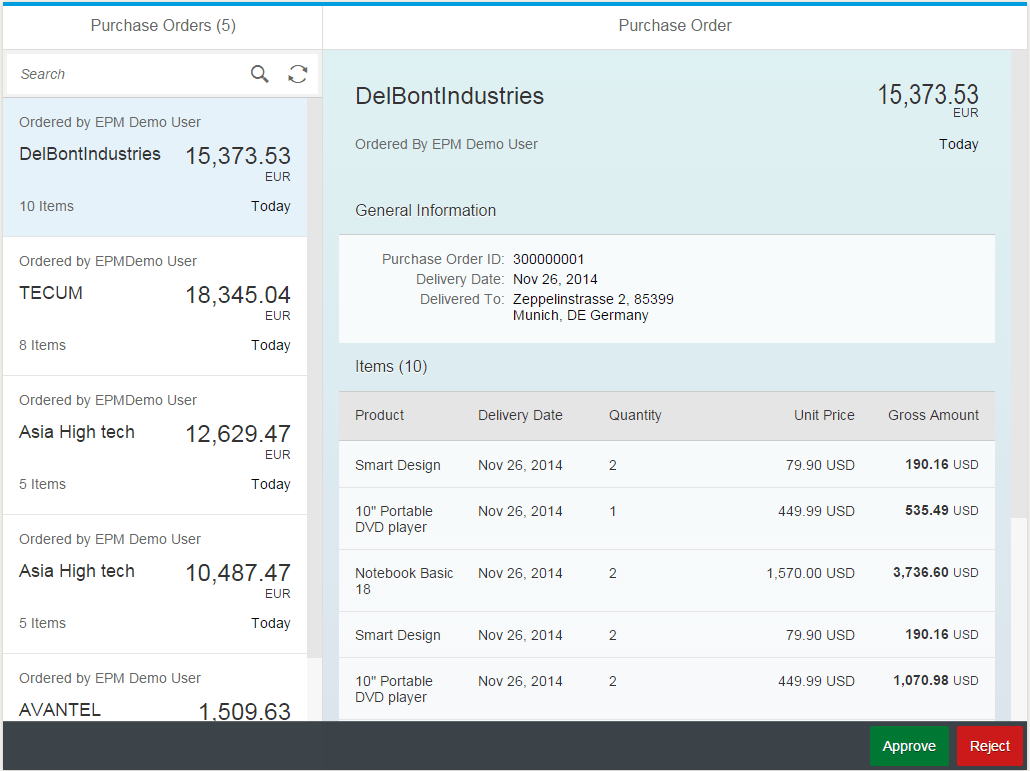 Purchase Orders (5)
Search
Ordered by EPM Demo User
DelBontIndustries 15,373.53
EUR
10 Items Today
Ordered by EPMDemo User
TECUM 18,345.04
EUR
8 Items Today
Ordered by EPMDemo User
Asia High tech 12,629.47
EUR
5 Items Today
Ordered by EPM Demo User
Asia High tech 10,487.47
EUR
5 Items Today
Ordered by EPM Demo User
AVANTEL 1,509.63
Purchase Order
DelBontIndustries 15,373.53
EUR
Ordered By EPM Demo User Today
General Information
Purchase Order ID: 300000001
Delivery Date: Nov 26, 2014
Delivered To: Zeppelinstrasse 2, 85399
Munich, DE Germany
Items (10)
Product Delivery Date Quantity Unit Price Gross Amount
Smart Design Nov 26, 2014 2 79.90 USD 190.16 USD
10" Portable Nov 26, 2014 1 449.99 USD 535.49 USD
DVD player
Notebook Basic Nov 26, 2014 2 1,570.00 USD 3,736.60 USD
18
Smart Design Nov 26, 2014 2 79.90 USD 190.16 USD
10" Portable Nov 26, 2014 2 449.99 USD 1,070.98 USD
DVD player
Approve Reject